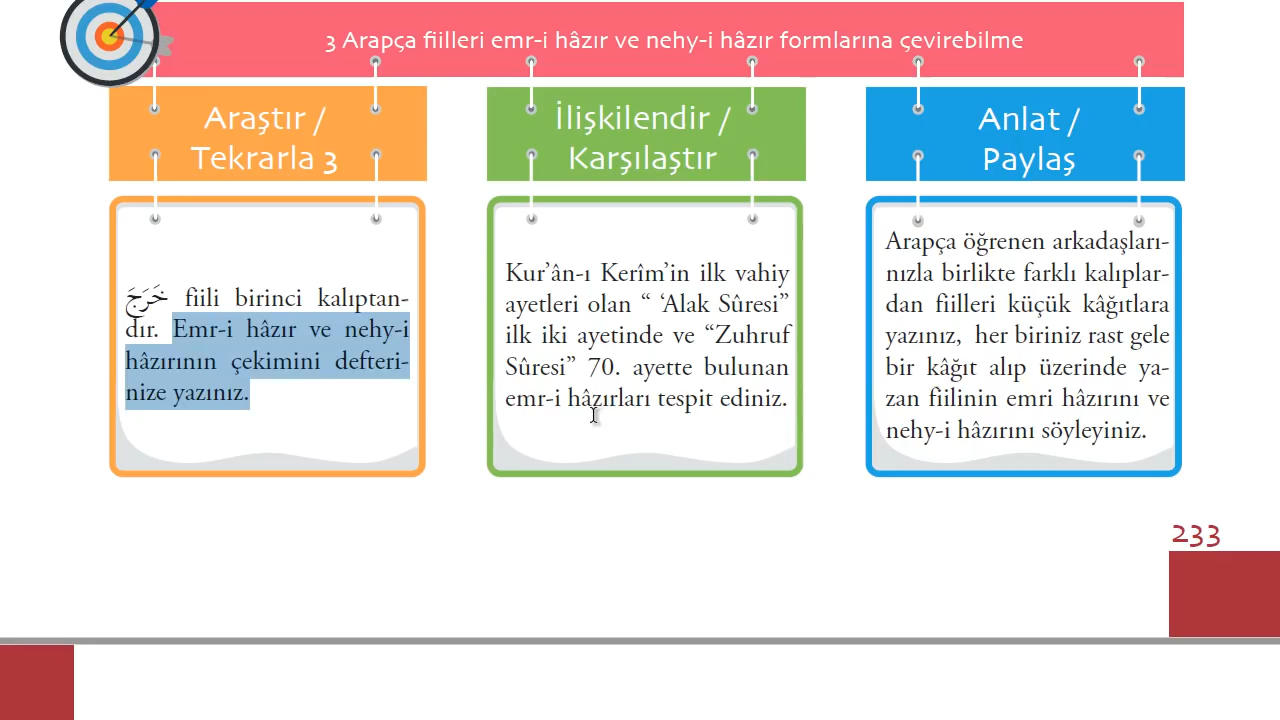 3 Arapça fiilleri emr-i hâzır ve nehy-i hâzır formlarına çevirebilme
Araştır /
Tekrarla 3
خَرَجَ fiili birinci kalıptan-
dır. Emr-i hâzır ve nehy-i
hâzırının çekimini defteri-
nize yazınız.
İlişkilendir /
Karşılaştır
Kur’ân-ı Kerîm’in ilk vahiy
ayetleri olan “ ‘Alak Sûresi”
ilk iki ayetinde ve “Zuhruf
Sûresi” 70. ayette bulunan
emr-i hâzırları tespit ediniz.
Anlat /
Paylaş
Arapça öğrenen arkadaşları-
nızla birlikte farklı kalıplar-
dan fiilleri küçük kâğıtlara
yazınız, her biriniz rast gele
bir kâğıt alıp üzerinde ya-
zan fiilinin emri hâzırını ve
nehy-i hâzırını söyleyiniz.
233